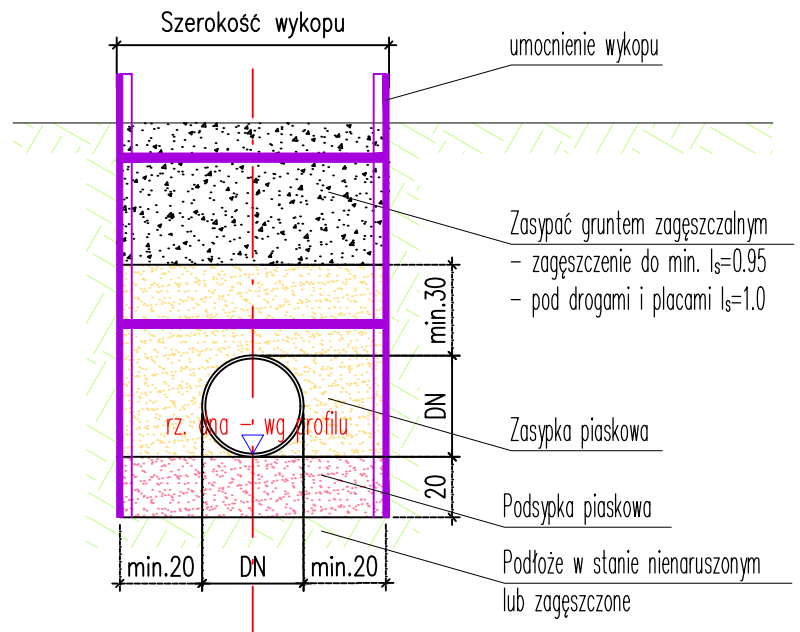 Szerokość wykopu
umocnienie wykopu
Zasypać gruntem zagęszczalnym
- zagęszczenie do min. Is=0.95
- pod drogami i placami Is=1.0
min.30
DN
rz. dna - wg profilu
Zasypka piaskowa
20
Podsypka piaskowa
min.20
DN
min.20
Podłoże w stanie nienaruszonym
lub zagęszczone